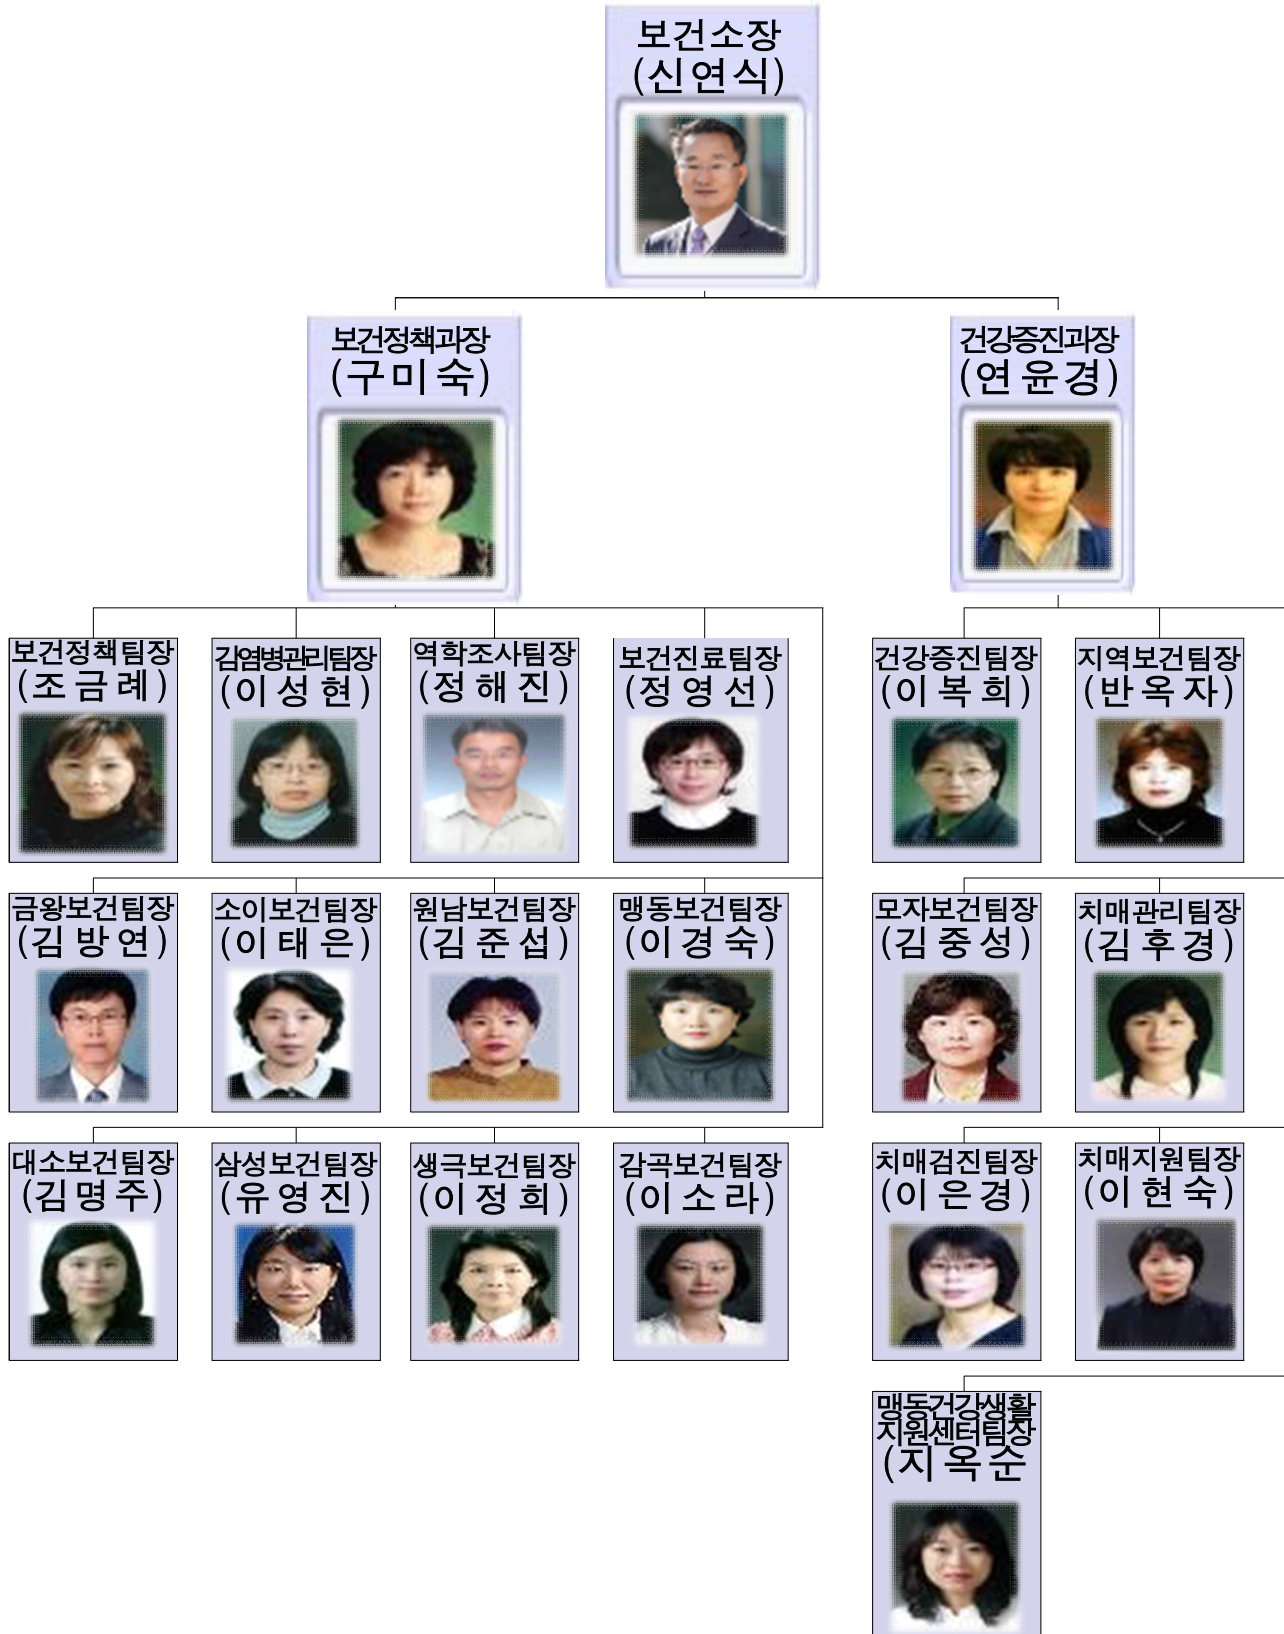 보건소장
(신연식)
보건정책과장
(구미숙)
건강증진과장
(연윤경)
보건정책팀장
(조금례)
감염병관리팀장
(이성현)
역학조사팀장
(정해진)
보건진료팀장
(정영선)
건강증진팀장
(이복희)
지역보건팀장
(반옥자)
금왕보건팀장
(김방연)
소이보건팀장
(이태은)
원남보건팀장
(김준섭)
맹동보건팀장
(이경숙)
모자보건팀장
(김중성)
치매관리팀장
(김후경)
대소보건팀장
(김명주)
삼성보건팀장
(유영진)
생극보건팀장
(이정희)
감곡보건팀장
(이소라)
치매검진팀장
(이은경)
치매지원팀장
(이현숙)
맹동건강생활
지원센터팀장
(지옥순